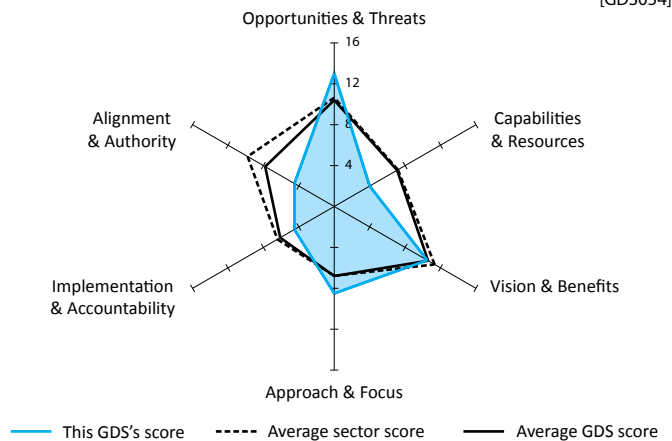 [GDS054]
Opportunities & Threats
16
12
8
4
Alignment
& Authority
Capabilities
& Resources
Implementation
& Accountability
Vision & Benefits
Approach & Focus
This GDS's score
Average sector score
Average GDS score